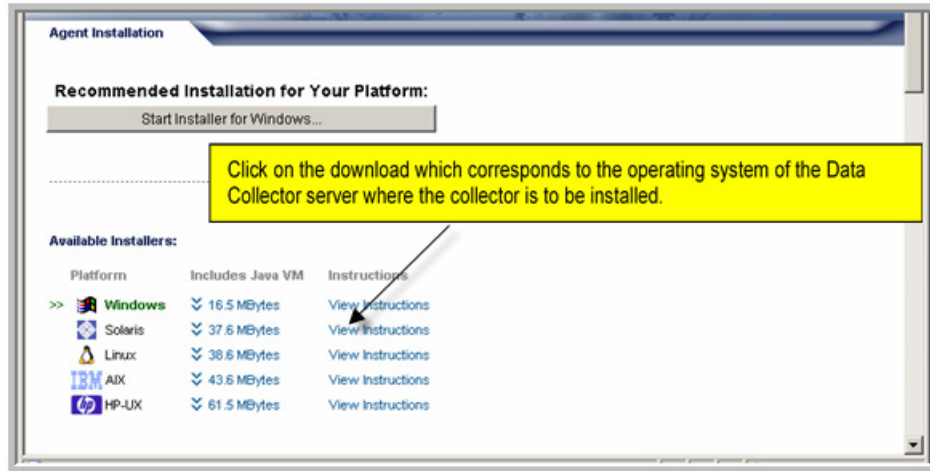 Agent Installation
Recommended Installation for Your Platform:
Start Installer for Windows...
Click on the download which corresponds to the operating system of the Data
Collector server where the collector is to be installed.
Available Installers:
Platform Includes Java VM Instructions
>> Windows 16.5 MBytes View Instructions
Solaris 37.6 MBytes View Instructions
Linux 38.6 MBytes View Instructions
IBM AIX 43.6 MBytes View Instructions
hp HP-UX 61.5 MBytes View Instructions